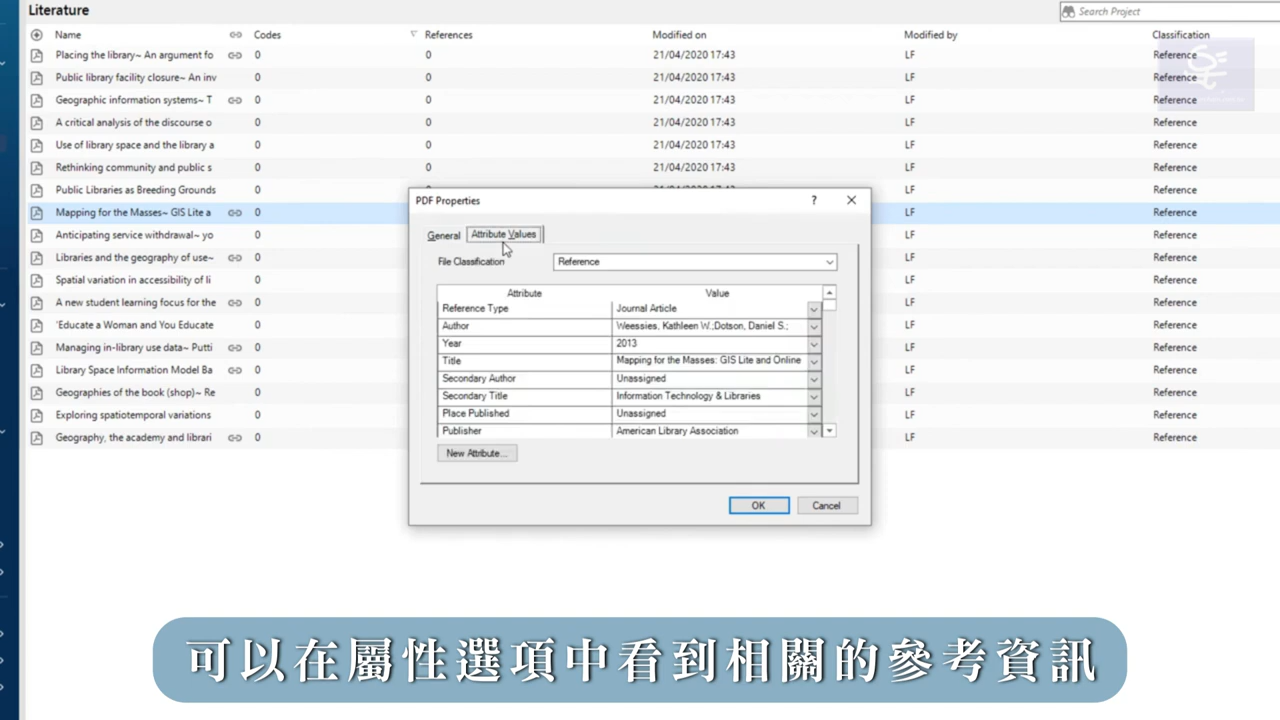 Literature
Search Project
Name Codes References Modified on Modified by Classification
Placing the library~ An argument fo 0 0 21/04/2020 17:43 LF Reference
Public library facility closure~ An inv 0 0 21/04/2020 17:43 LF Reference
Geographic information systems~ T 0 0 21/04/2020 17:43 LF Reference
A critical analysis of the discourse o 0 0 21/04/2020 17:43 LF Reference
Use of library space and the library a 0 0 21/04/2020 17:43 LF Reference
Rethinking community and public s 0 0 21/04/2020 17:43 LF Reference
Public Libraries as Breeding Grounds 0 LF Reference
Mapping for the Masses~ GIS Lite a 0 LF Reference
Anticipating service withdrawal~ yo 0 LF Reference
Libraries and the geography of use~ 0 LF Reference
Spatial variation in accessibility of li 0 LF Reference
A new student learning focus for the 0 LF Reference
'Educate a Woman and You Educate 0 LF Reference
Managing in-library use data~ Putti 0 LF Reference
Library Space Information Model Ba 0 LF Reference
Geographies of the book (shop)~ Re 0 LF Reference
Exploring spatiotemporal variations 0 LF Reference
Geography, the academy and librari 0 LF Reference
PDF Properties ?
General Attribute Values
File Classification Reference
Attribute Value
Reference Type Journal Article
Author Weessies, Kathleen W.;Dotson, Daniel S.;
Year 2013
Title Mapping for the Masses: GIS Lite and Online
Secondary Author Unassigned
Secondary Title Information Technology & Libraries
Place Published Unassigned
Publisher American Library Association
New Attribute...
OK Cancel
可以在屬性選項中看到相關的參考資訊